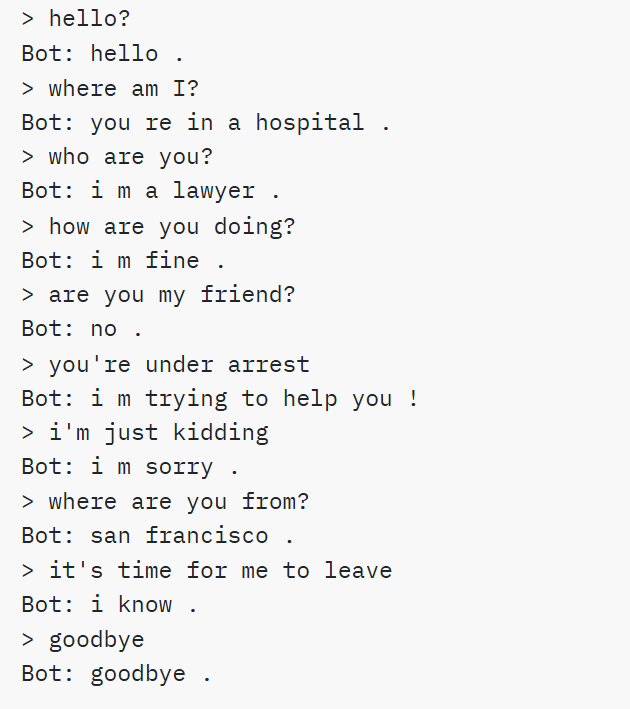 > hello?
Bot: hello .
> where am I?
Bot: you re in a hospital .
> who are you?
Bot: i m a lawyer .
> how are you doing?
Bot: i m fine .
> are you my friend?
Bot: no .
> you're under arrest
Bot: i m trying to help you !
> i'm just kidding
Bot: i m sorry .
> where are you from?
Bot: san francisco .
> it's time for me to leave
Bot: i know .
> goodbye
Bot: goodbye .